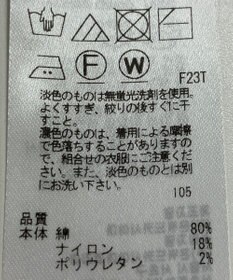 F W
F23T
淡色のものは無蛍光洗剤を使用。
よくすすぎ、絞りの後すぐに干
すこと。
濃色のものは、着用による摩擦
で色落ちすることがありますの
で、組合せの衣服にご注意くださ
い。また、淡色のものとは別
にお洗い下さい。
105
品質
本体 綿 80%
ナイロン 18%
ポリウレタン 2%